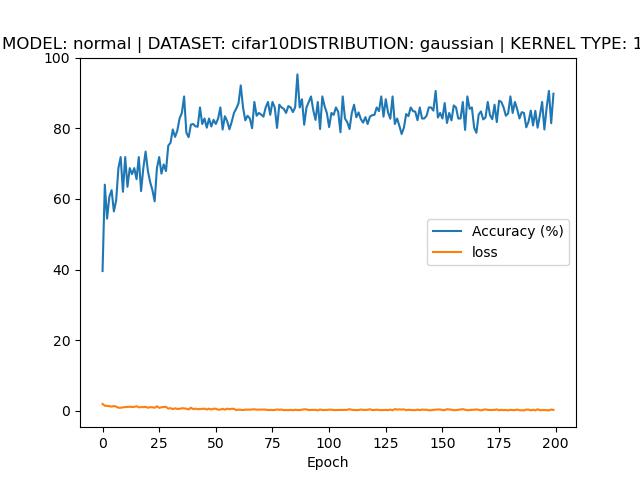 MODEL: normal | DATASET: cifar10DISTRIBUTION: gaussian | KERNEL TYPE: 1
100
80
60
40
20
0
Accuracy (%)
loss
0 25 50 75 100 125 150 175 200
Epoch